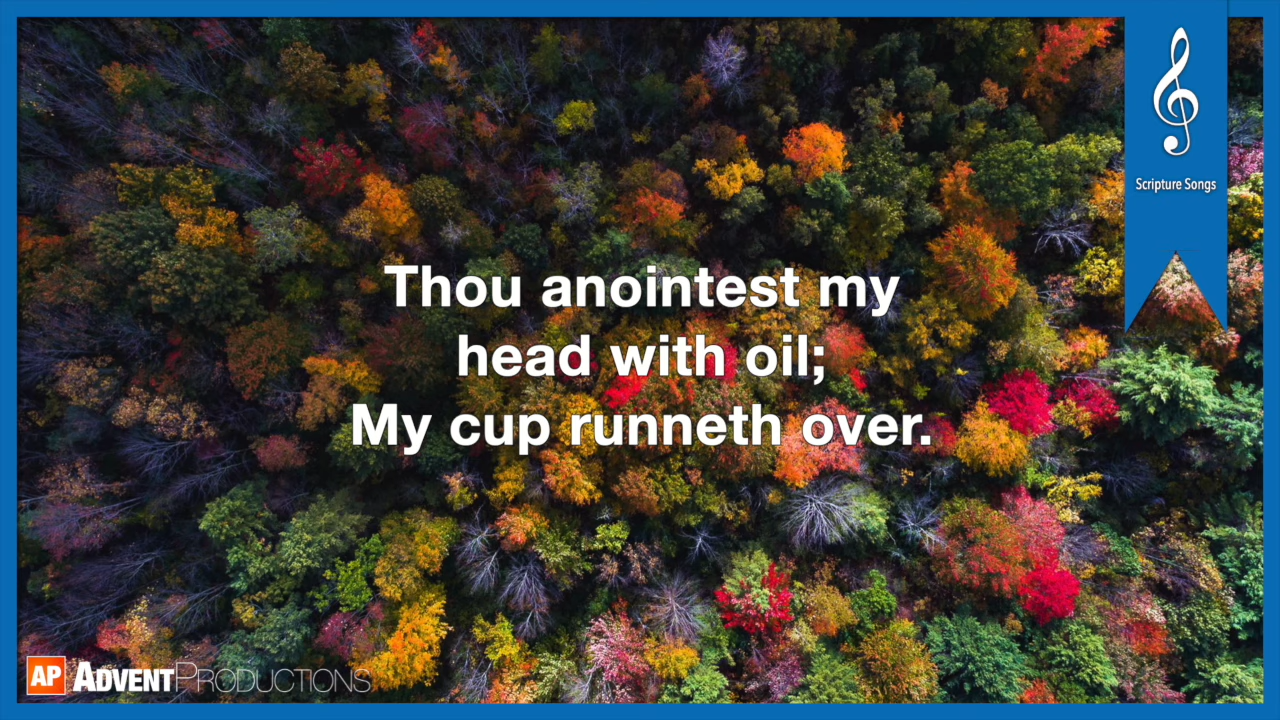 Scripture Songs
Thou anointest my
head with oil;
My cup runneth over.
AP ADVENTPRODUCTIONS